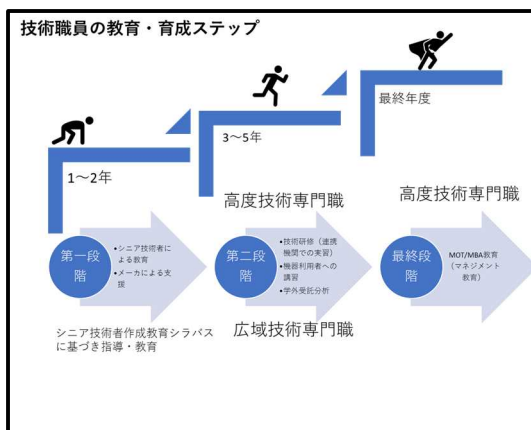 技術職員の教育・育成ステップ
1～2年
3～5年
最終年度
高度技術専門職
高度技術専門職
第一段
階
•シニア技術者によ
る教育
•メーカによる支
援
第二段
階
•技術研修（連携
機関での実習）
•機器利用者への
講習
•学外受託分析
最終段
階
MOT/MBA教育
（マネジメント
教育）
シニア技術者作成教育シラバス
に基づき指導・教育
広域技術専門職